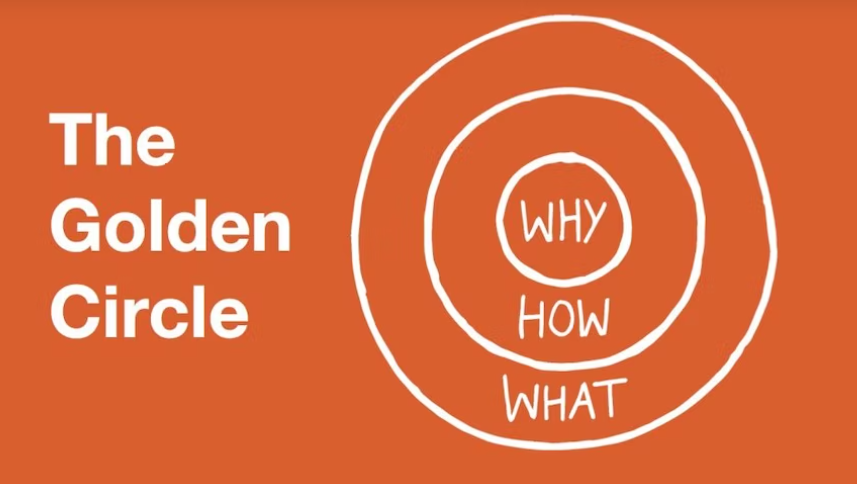 The
Golden
Circle
WHY
HOW
WHAT